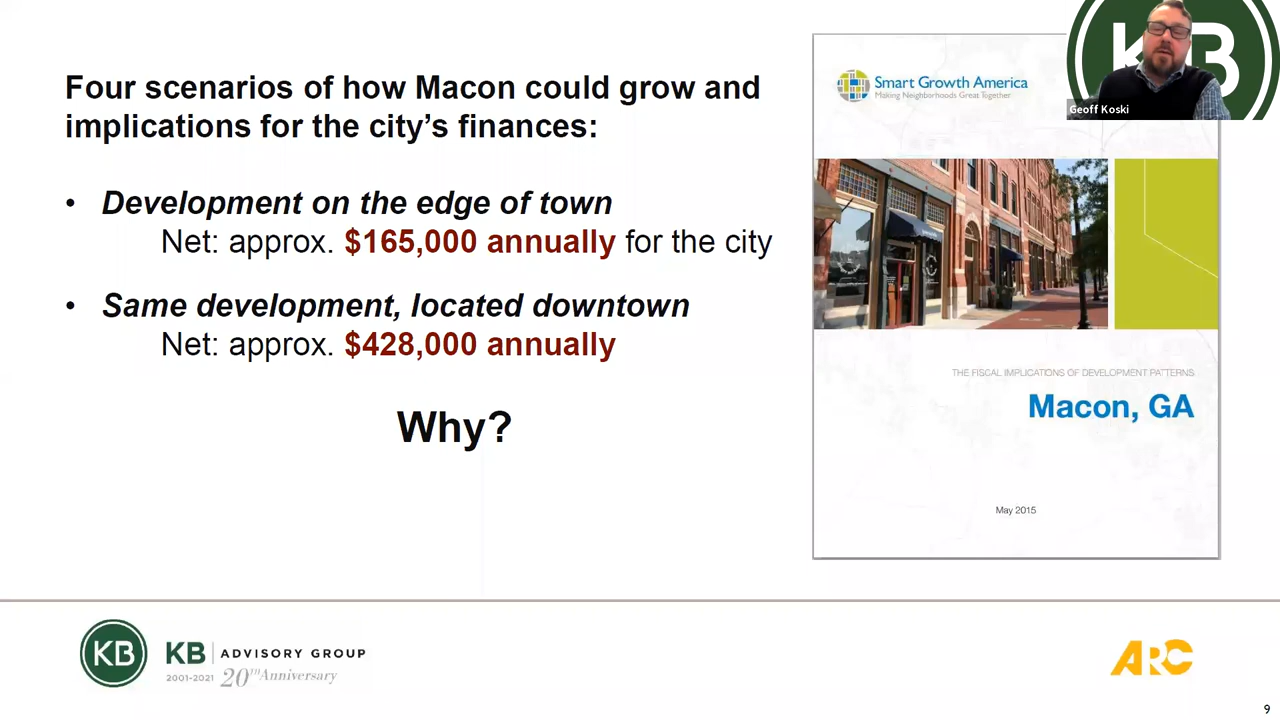 Four scenarios of how Macon could grow and
implications for the city's finances:
• Development on the edge of town
Net: approx. $165,000 annually for the city
• Same development, located downtown
Net: approx. $428,000 annually
Why?
Smart Growth America
Making Neighborhoods Great Together
THE FISCAL IMPLICATIONS OF DEVELOPMENT PATTERNS
Macon, GA
May 2015
KB
Geoff Koski
KB
KB ADVISORY GROUP
2001-2021 20th Anniversary
ARC
9